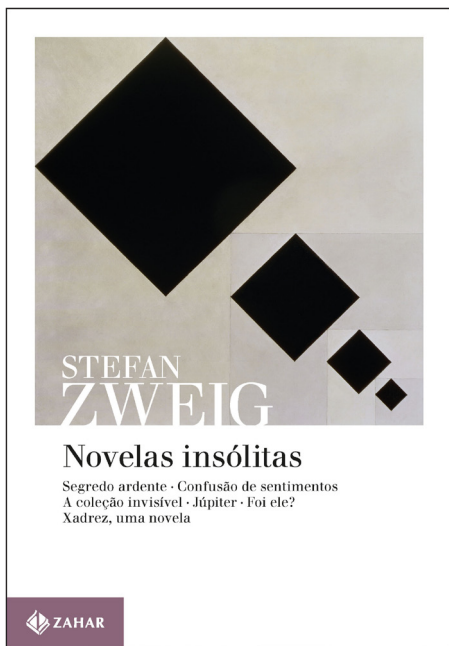 STEFAN
ZWEIG
Novelas insólitas
Segredo ardente · Confusão de sentimentos
A coleção invisível · Júpiter · Foi ele?
Xadrez, uma novela
ZAHAR